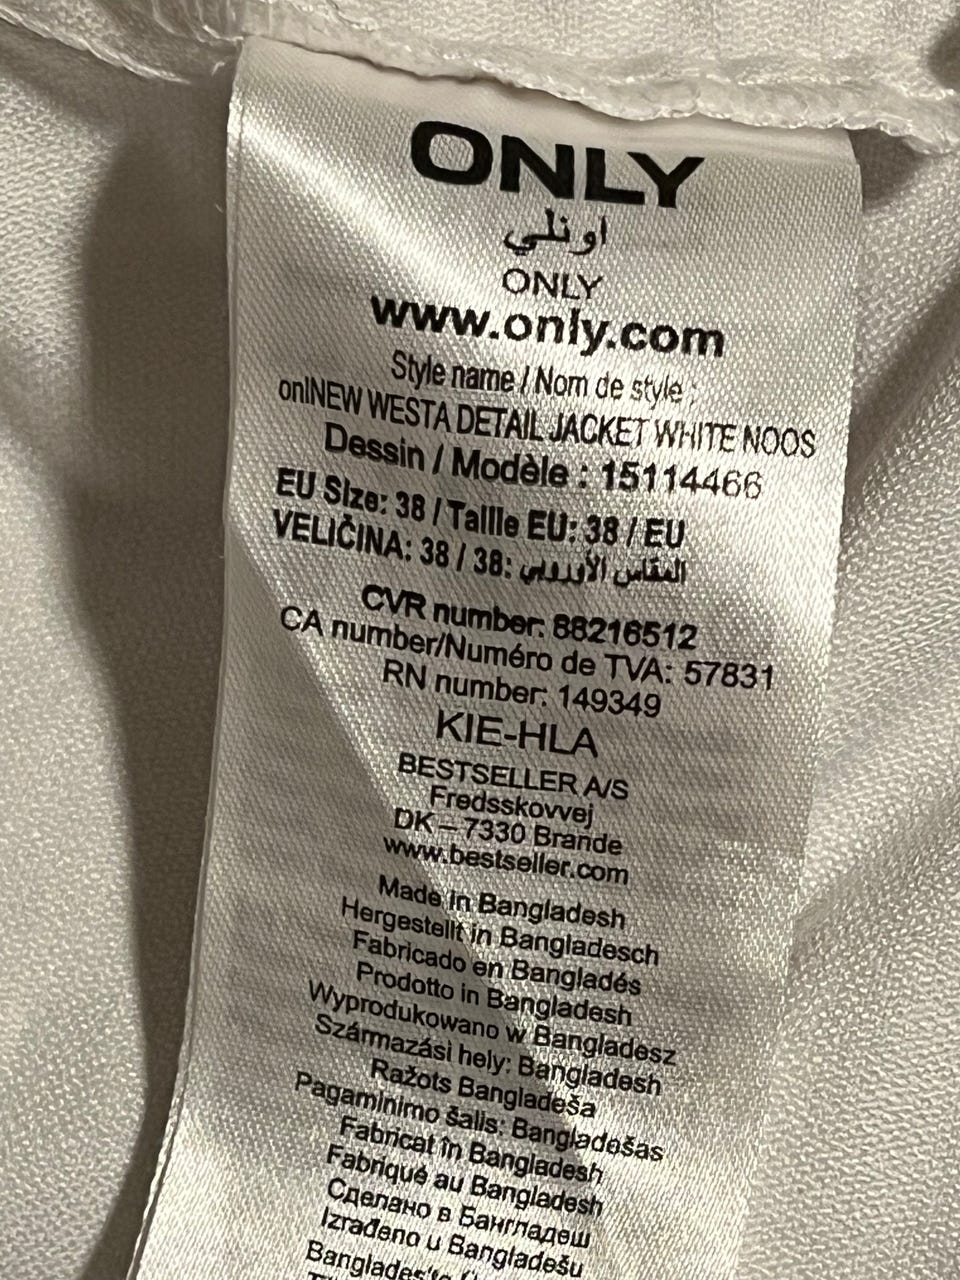 ONLY
اونلي
ONLY
www.only.com
Style name / Nom de style :
onlNEW WESTA DETAIL JACKET WHITE NOOS
Dessin / Modèle : 15114466
EU Size: 38 / Taille EU: 38 / EU
VELIČINA: 38 / 38: المقاس الأوروبي
CVR number: 88216512
CA number/Numéro de TVA: 57831
RN number: 149349
KIE-HLA
BESTSELLER A/S
Fredsskovvej
DK – 7330 Brande
www.bestseller.com
Made in Bangladesh
Hergestellt in Bangladesch
Fabricado en Bangladés
Prodotto in Bangladesh
Wyprodukowano w Bangladesz
Származási hely: Bangladesh
Ražots Bangladeša
Pagaminimo šalis: Bangladešas
Fabricat în Bangladesh
Fabriqué au Bangladesh
Сделано в Бангладеш
Izrađeno u Bangladešu